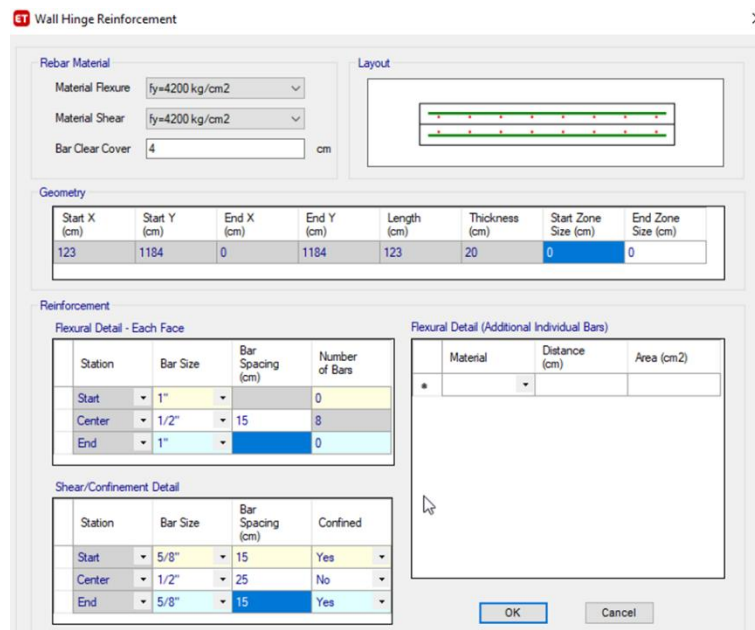 ET Wall Hinge Reinforcement
Rebar Material
Material Flexure fy=4200 kg/cm2
Material Shear fy=4200 kg/cm2
Bar Clear Cover 4 cm
Layout
Geometry
Start X (cm) Start Y (cm) End X (cm) End Y (cm) Length (cm) Thickness (cm) Start Zone Size (cm) End Zone Size (cm)
123 1184 0 1184 123 20 0 0
Reinforcement
Flexural Detail - Each Face
Station Bar Size Bar Spacing (cm) Number of Bars
Start 1" 0
Center 1/2" 15 8
End 1" 0
Flexural Detail (Additional Individual Bars)
Material Distance (cm) Area (cm2)
*
Shear/Confinement Detail
Station Bar Size Bar Spacing (cm) Confined
Start 5/8" 15 Yes
Center 1/2" 25 No
End 5/8" 15 Yes
OK Cancel